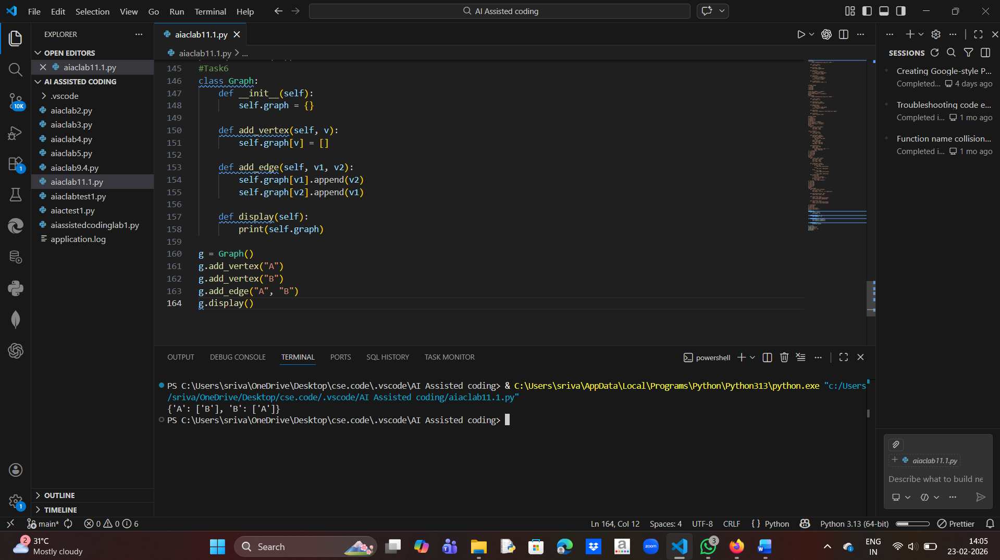 File Edit Selection View Go Run Terminal Help
AI Assisted coding
EXPLORER
OPEN EDITORS
aiaclab11.1.py
AI ASSISTED CODING
.vscode
aiaclab2.py
aiaclab3.py
aiaclab4.py
aiaclab5.py
aiaclab9.4.py
aiaclab11.1.py
aiaclabtest1.py
aiactest1.py
aiassistedcodinglab1.py
application.log
OUTLINE
TIMELINE
10K
1
1
aiaclab11.1.py
aiaclab11.1.py > ...
145 #Task6
146 class Graph:
147 def __init__(self):
148 self.graph = {}
149
150 def add_vertex(self, v):
151 self.graph[v] = []
152
153 def add_edge(self, v1, v2):
154 self.graph[v1].append(v2)
155 self.graph[v2].append(v1)
156
157 def display(self):
158 print(self.graph)
159
160 g = Graph()
161 g.add_vertex("A")
162 g.add_vertex("B")
163 g.add_edge("A", "B")
164 g.display()
OUTPUT DEBUG CONSOLE TERMINAL PORTS SQL HISTORY TASK MONITOR
powershell
PS C:\Users\sriva\OneDrive\Desktop\cse.code\.vscode\AI Assisted coding> & C:\Users\sriva\AppData\Local\Programs\Python\Python313\python.exe "c:/Users
/sriva/OneDrive/Desktop/cse.code/.vscode/AI Assisted coding/aiaclab11.1.py"
{'A': ['B'], 'B': ['A']}
PS C:\Users\sriva\OneDrive\Desktop\cse.code\.vscode\AI Assisted coding>
SESSIONS
Creating Google-style P...
Completed... 4 days ago
Troubleshooting code e...
Completed i... 1 mo ago
Function name collision...
Completed i... 1 mo ago
aiaclab11.1.py
Describe what to build ne
main* 0 0 6
Ln 164, Col 12 Spaces: 4 UTF-8 CRLF {} Python Python 3.13 (64-bit) Prettier
2
31°C
Mostly cloudy
Search
zoom
3
ENG
IN
14:05
23-02-2026